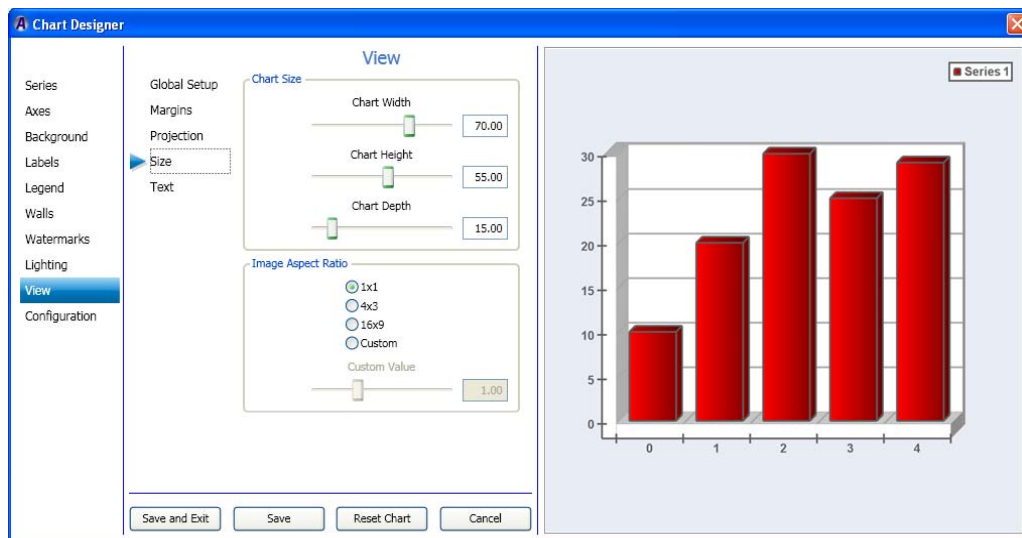 Chart Designer
Series
Axes
Background
Labels
Legend
Walls
Watermarks
Lighting
View
Configuration
Global Setup
Margins
Projection
Size
Text
View
Chart Size
Chart Width
70.00
Chart Height
55.00
Chart Depth
15.00
Image Aspect Ratio
1x1
4x3
16x9
Custom
Custom Value
1.00
Save and Exit
Save
Reset Chart
Cancel
Series 1
30
25
20
15
10
5
0
0 1 2 3 4